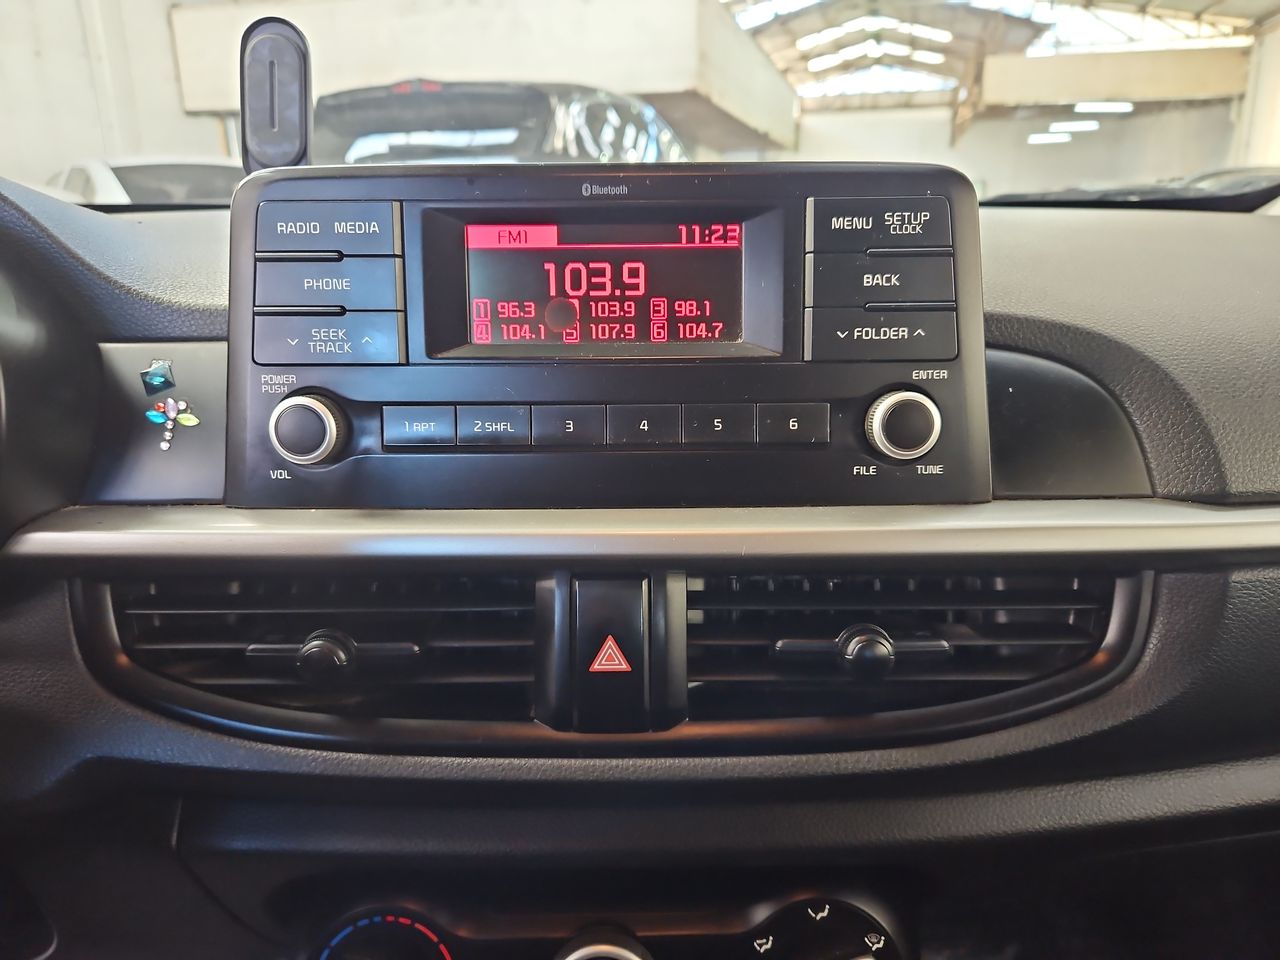 Bluetooth
RADIO MEDIA
FM1 11:23
MENU SETUP
CLOCK
PHONE
103.9
BACK
1 96.3 103.9 3 98.1
4 104.1 5 107.9 6 104.7
SEEK
TRACK
FOLDER
POWER
PUSH
ENTER
1 RPT 2 SHFL 3 4 5 6
VOL
FILE TUNE